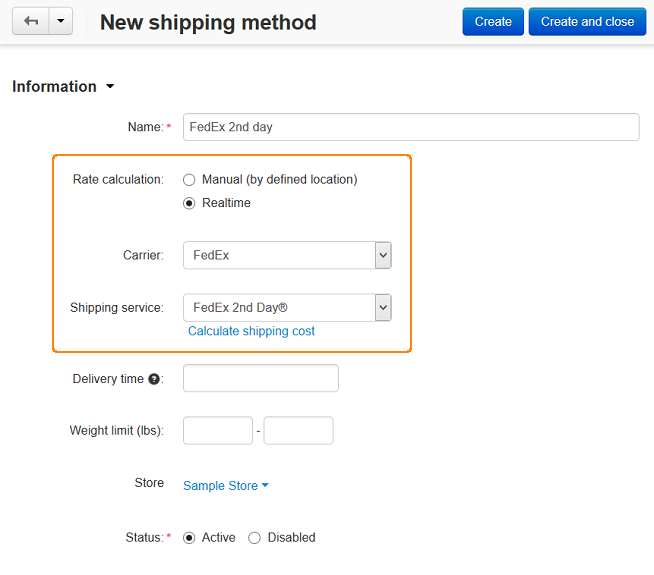 New shipping method
Create
Create and close
Information
Name: *
FedEx 2nd day
Rate calculation:
Manual (by defined location)
Realtime
Carrier:
FedEx
Shipping service:
FedEx 2nd Day®
Calculate shipping cost
Delivery time ?:
Weight limit (lbs):
-
Store
Sample Store
Status: *
Active
Disabled